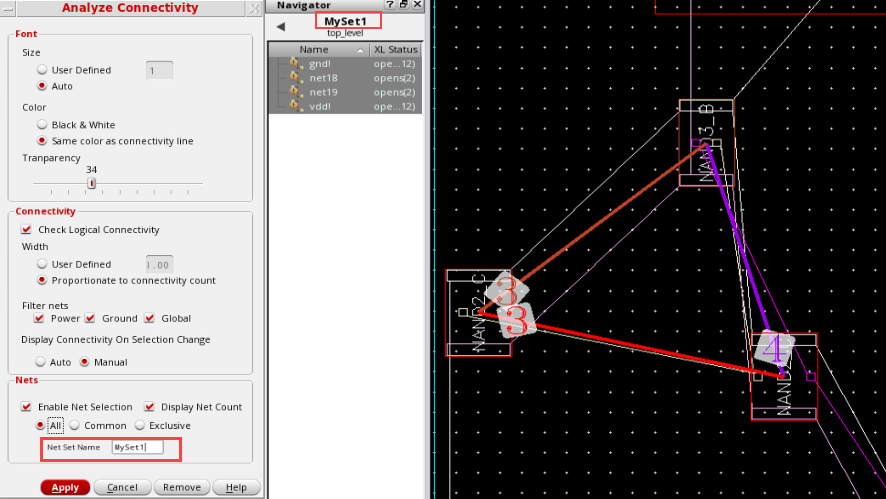 Analyze Connectivity
Font
Size
User Defined
1
Auto
Color
Black & White
Same color as connectivity line
Tranparency
34
Connectivity
Check Logical Connectivity
Width
User Defined
1.00
Proportionate to connectivity count
Filter nets
Power Ground Global
Display Connectivity On Selection Change
Auto Manual
Nets
Enable Net Selection Display Net Count
All Common Exclusive
Net Set Name MySet1
Apply Cancel Remove Help
Navigator
MySet1
top_level
Name XL Status
gnd! ope...12)
net18 opens(2)
net19 opens(2)
vdd! ope...12)
NAND3_B
NAND2_C
3
3
4